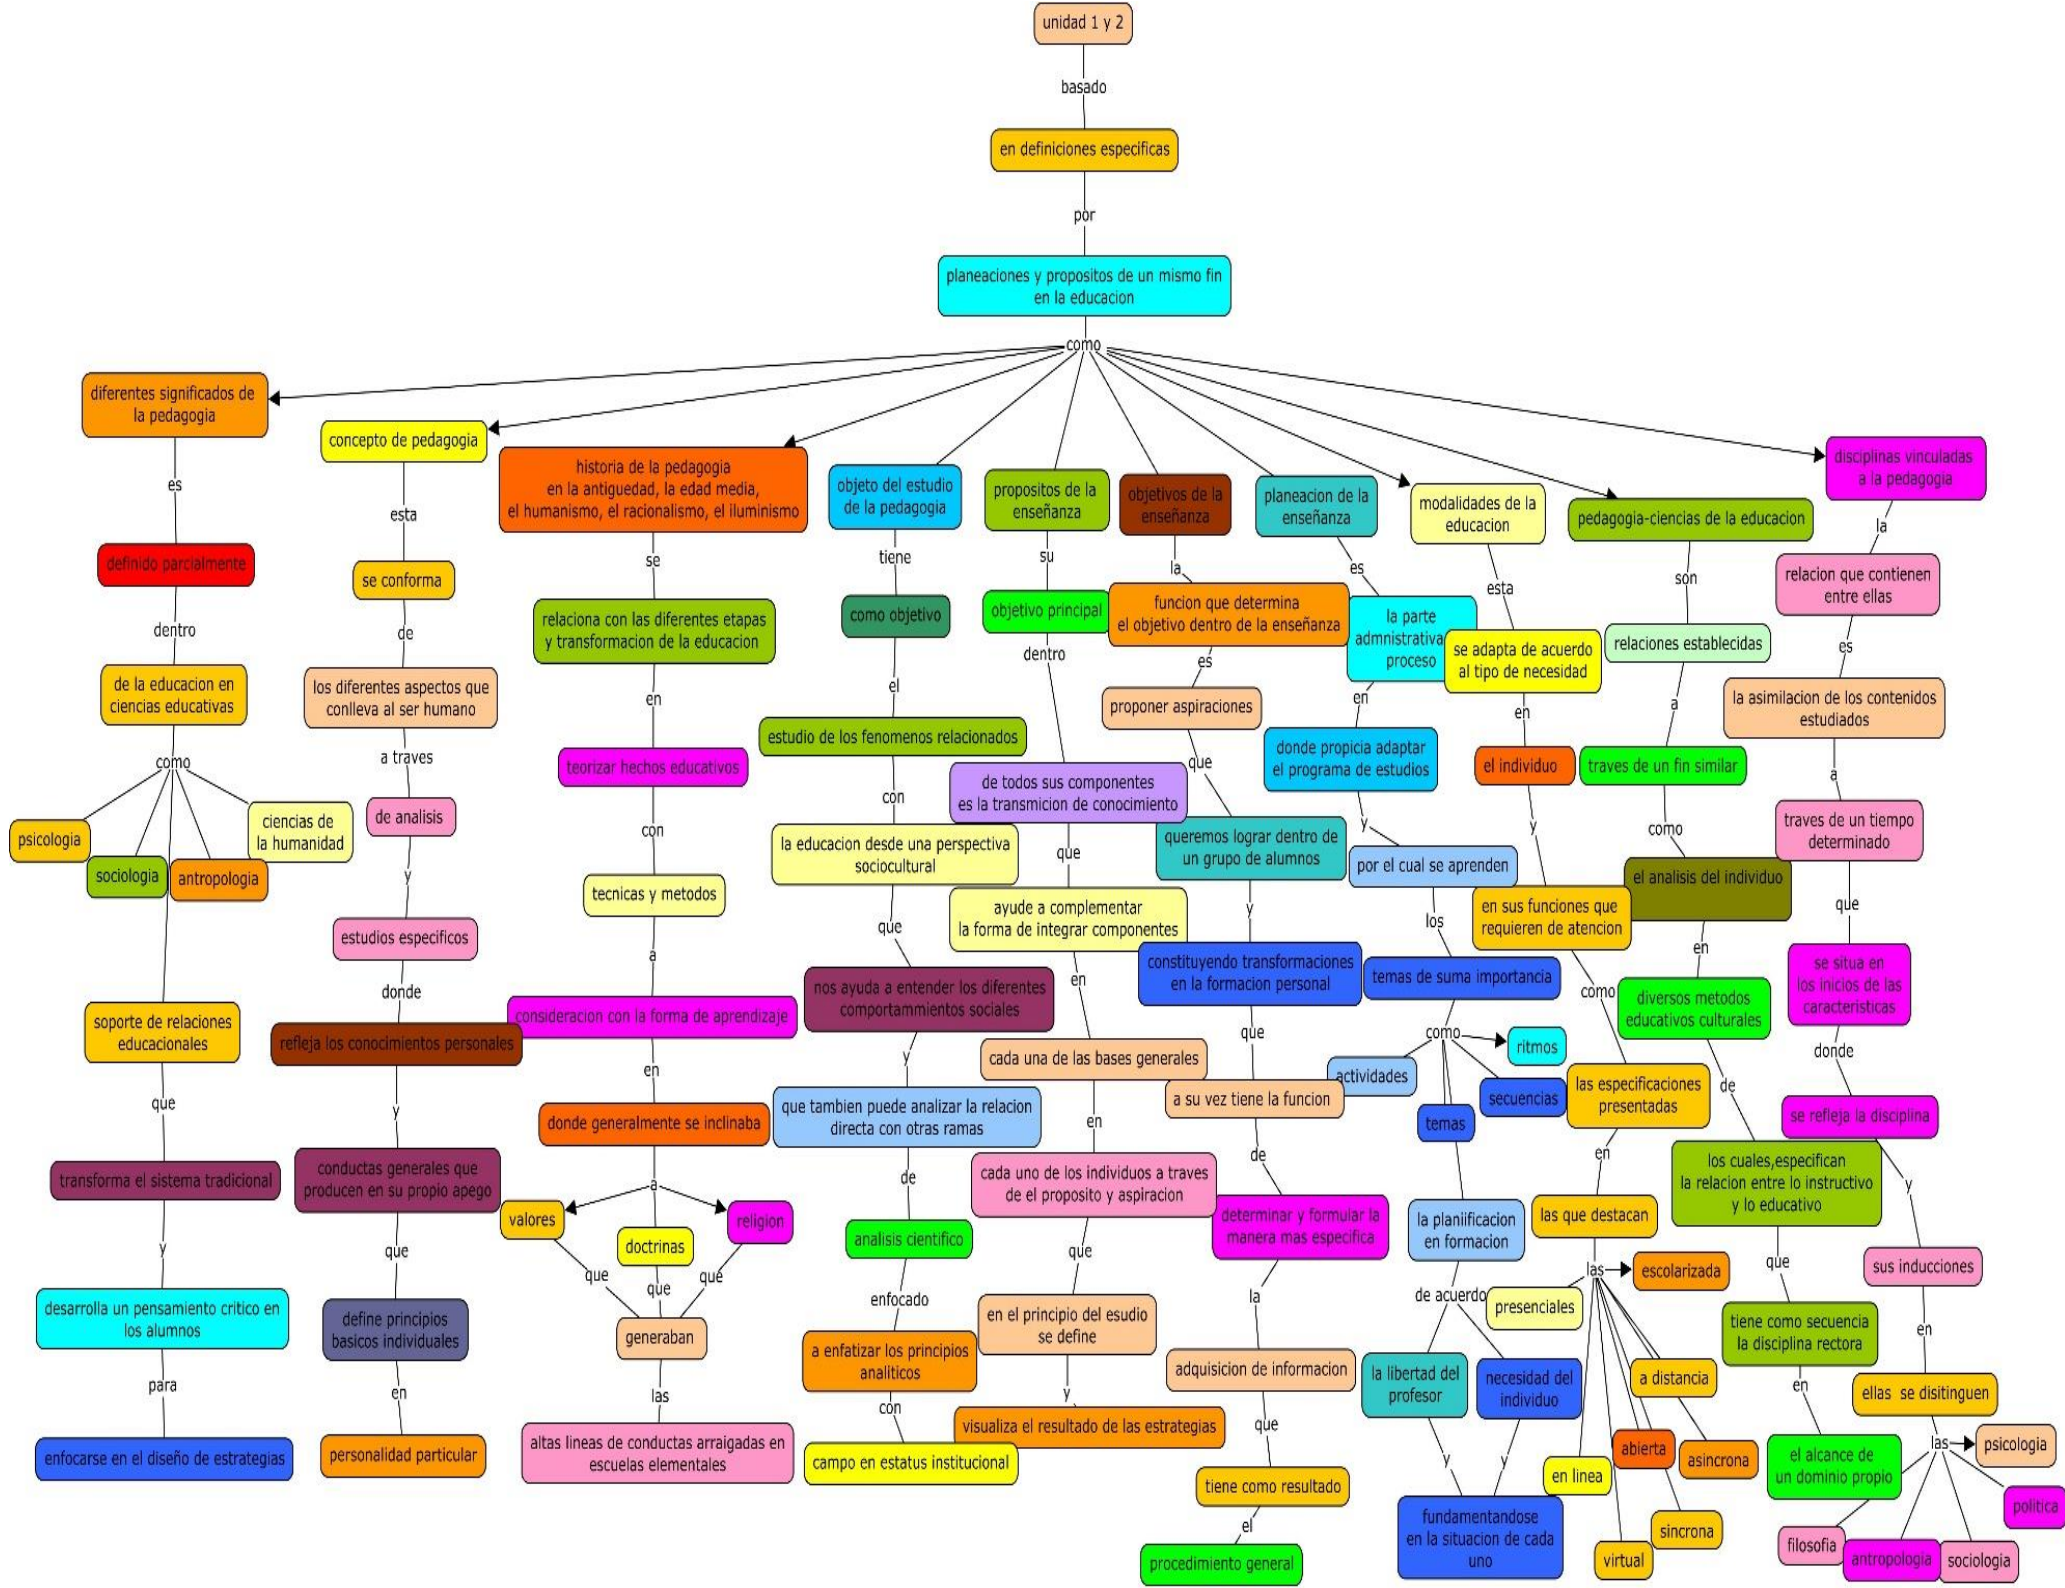 unidad 1 y 2
basado
en definiciones especificas
por
planeaciones y propositos de un mismo fin
en la educacion
como
diferentes significados de
la pedagogia
es
definido parcialmente
dentro
de la educacion en
ciencias educativas
como
psicologia
sociologia
antropologia
ciencias de
la humanidad
soporte de relaciones
educacionales
que
transforma el sistema tradicional
y
desarrolla un pensamiento critico en
los alumnos
para
enfocarse en el diseño de estrategias
concepto de pedagogia
esta
se conforma
de
los diferentes aspectos que
conlleva al ser humano
a traves
de analisis
y
estudios especificos
donde
refleja los conocimientos personales
y
conductas generales que
producen en su propio apego
que
define principios
basicos individuales
en
personalidad particular
historia de la pedagogia
en la antiguedad, la edad media,
el humanismo, el racionalismo, el iluminismo
se
relaciona con las diferentes etapas
y transformacion de la educacion
en
teorizar hechos educativos
con
tecnicas y metodos
a
consideracion con la forma de aprendizaje
en
donde generalmente se inclinaba
a
valores
doctrinas
religion
que
que
que
generaban
las
altas lineas de conductas arraigadas en
escuelas elementales
objeto del estudio
de la pedagogia
tiene
como objetivo
el
estudio de los fenomenos relacionados
con
la educacion desde una perspectiva
sociocultural
que
nos ayuda a entender los diferentes
comportammientos sociales
y
que tambien puede analizar la relacion
directa con otras ramas
de
analisis cientifico
enfocado
a enfatizar los principios
analiticos
con
campo en estatus institucional
propositos de la
enseñanza
su
objetivo principal
dentro
de todos sus componentes
es la transmicion de conocimiento
que
ayude a complementar
la forma de integrar componentes
en
cada una de las bases generales
en
cada uno de los individuos a traves
de el proposito y aspiracion
que
en el principio del esudio
se define
y
visualiza el resultado de las estrategias
objetivos de la
enseñanza
la
funcion que determina
el objetivo dentro de la enseñanza
es
proponer aspiraciones
que
queremos lograr dentro de
un grupo de alumnos
y
constituyendo transformaciones
en la formacion personal
que
a su vez tiene la funcion
de
determinar y formular la
manera mas especifica
la
adquisicion de informacion
que
tiene como resultado
el
procedimiento general
planeacion de la
enseñanza
es
la parte
admnistrativa
proceso
en
donde propicia adaptar
el programa de estudios
y
por el cual se aprenden
los
temas de suma importancia
como
actividades
temas
secuencias
ritmos
la planiificacion
en formacion
de acuerdo
la libertad del
profesor
necesidad del
individuo
y
y
fundamentandose
en la situacion de cada
uno
modalidades de la
educacion
esta
se adapta de acuerdo
al tipo de necesidad
en
el individuo
y
en sus funciones que
requieren de atencion
como
las especificaciones
presentadas
en
las que destacan
las
escolarizada
presenciales
a distancia
abierta
asincrona
en linea
sincrona
virtual
pedagogia-ciencias de la educacion
son
relaciones establecidas
a
traves de un fin similar
como
el analisis del individuo
en
diversos metodos
educativos culturales
de
los cuales,especifican
la relacion entre lo instructivo
y lo educativo
que
tiene como secuencia
la disciplina rectora
en
el alcance de
un dominio propio
disciplinas vinculadas
a la pedagogia
la
relacion que contienen
entre ellas
es
la asimilacion de los contenidos
estudiados
a
traves de un tiempo
determinado
que
se situa en
los inicios de las
caracteristicas
donde
se refleja la disciplina
y
sus inducciones
en
ellas se disitinguen
las
psicologia
politica
filosofia
antropologia
sociologia